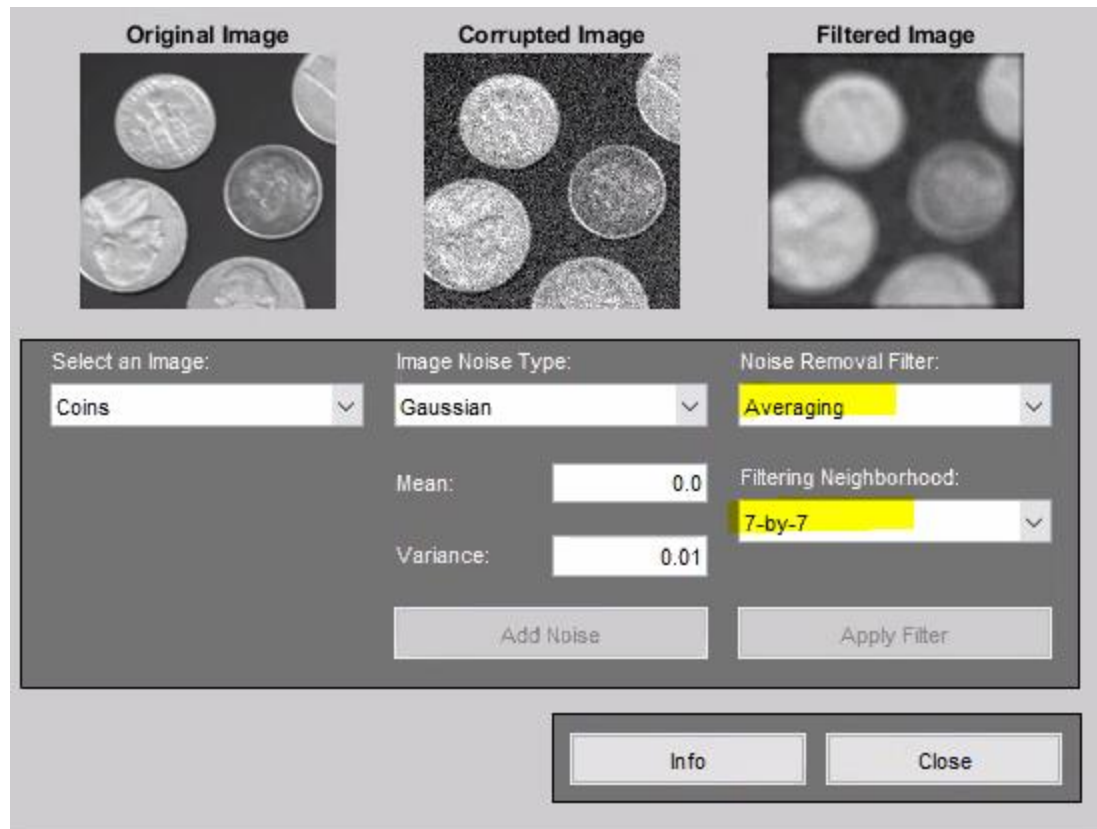 Original Image
Corrupted Image
Filtered Image
Select an Image:
Coins
Image Noise Type:
Gaussian
Mean:
0.0
Variance:
0.01
Add Noise
Noise Removal Filter:
Averaging
Filtering Neighborhood:
7-by-7
Apply Filter
Info
Close